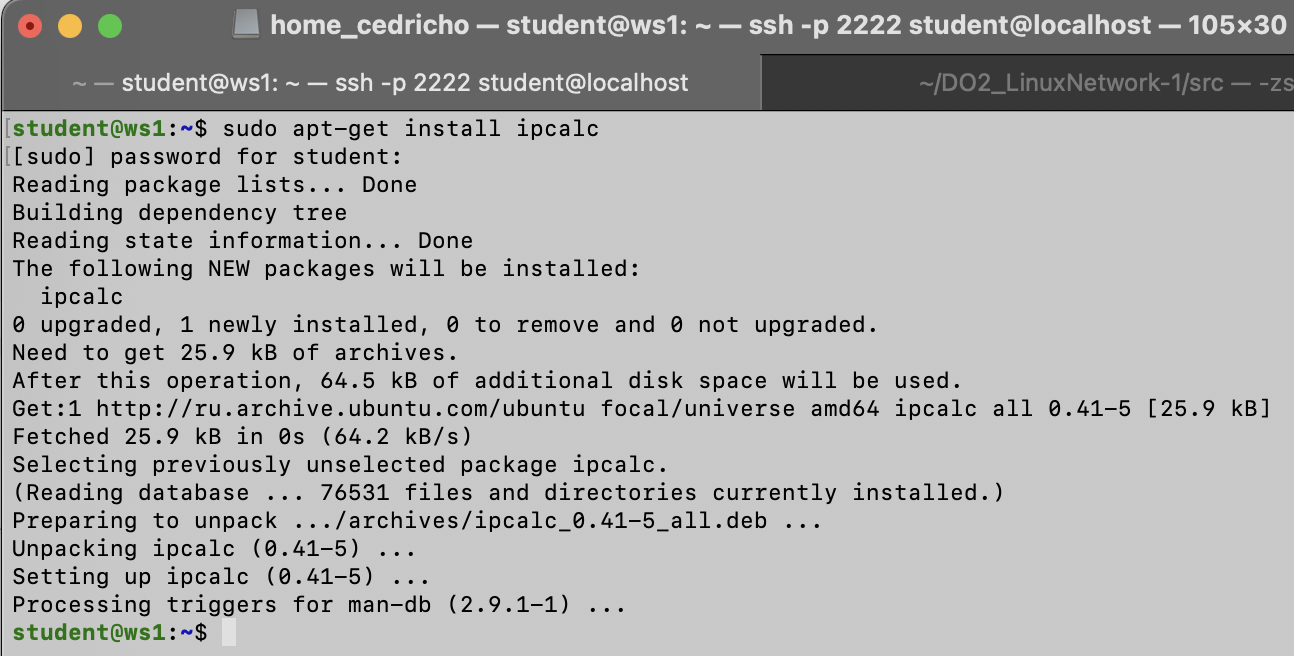 home_cedricho — student@ws1: ~ — ssh -p 2222 student@localhost — 105×30
~ — student@ws1: ~ — ssh -p 2222 student@localhost
~/DO2_LinuxNetwork-1/src — -zs
[student@ws1:~$ sudo apt-get install ipcalc
[[sudo] password for student:
Reading package lists... Done
Building dependency tree
Reading state information... Done
The following NEW packages will be installed:
  ipcalc
0 upgraded, 1 newly installed, 0 to remove and 0 not upgraded.
Need to get 25.9 kB of archives.
After this operation, 64.5 kB of additional disk space will be used.
Get:1 http://ru.archive.ubuntu.com/ubuntu focal/universe amd64 ipcalc all 0.41-5 [25.9 kB]
Fetched 25.9 kB in 0s (64.2 kB/s)
Selecting previously unselected package ipcalc.
(Reading database ... 76531 files and directories currently installed.)
Preparing to unpack .../archives/ipcalc_0.41-5_all.deb ...
Unpacking ipcalc (0.41-5) ...
Setting up ipcalc (0.41-5) ...
Processing triggers for man-db (2.9.1-1) ...
student@ws1:~$